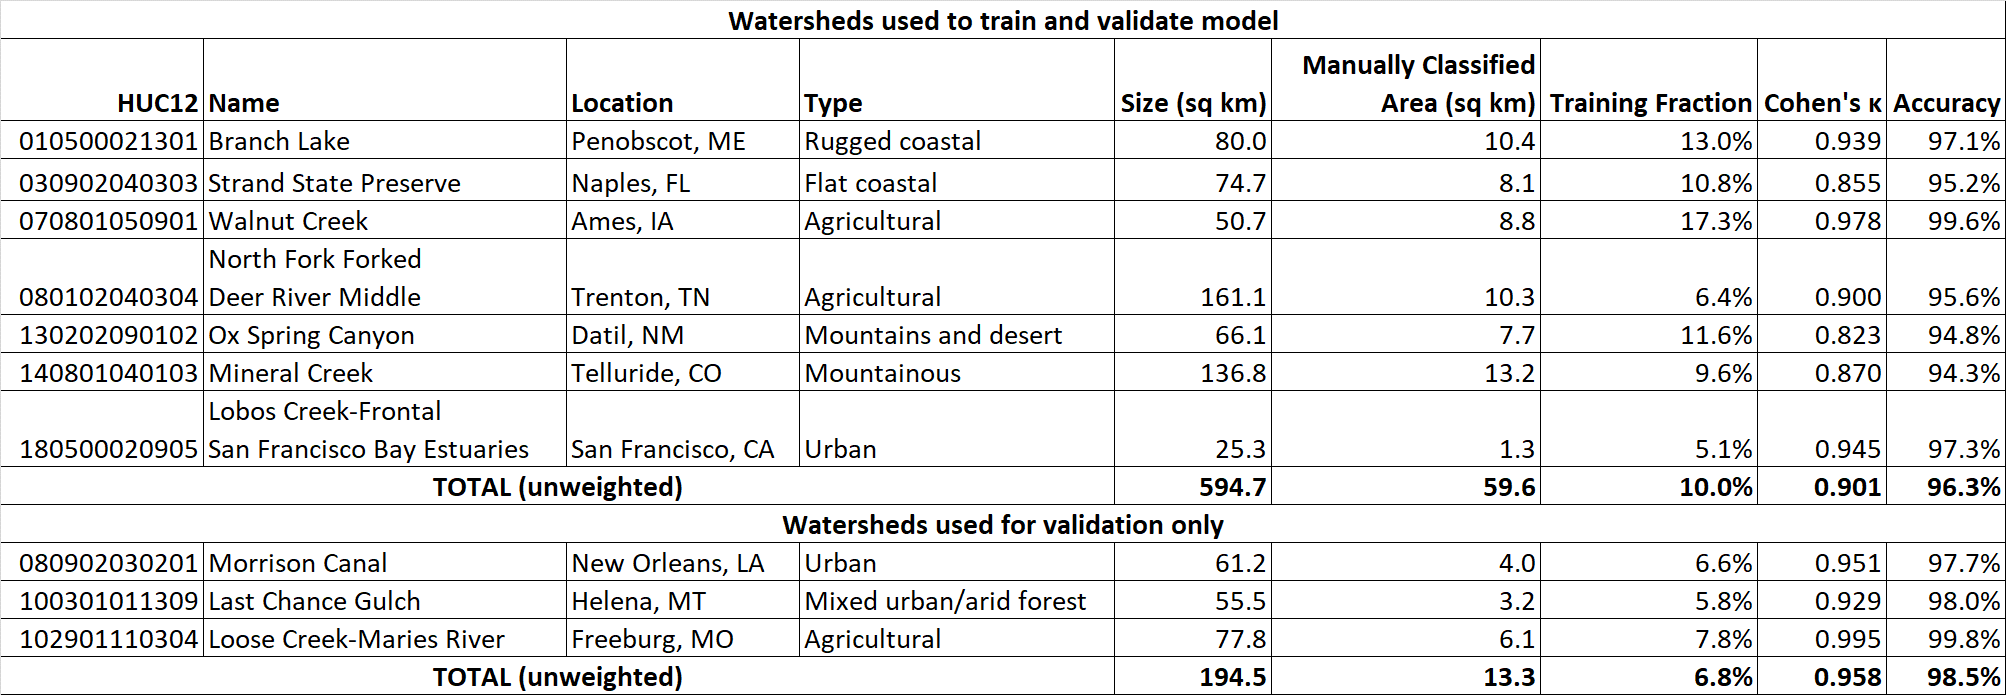 Watersheds used to train and validate model
Manually Classified
HUC12 Name Location Type Size (sq km) Area (sq km) Training Fraction Cohen's κ Accuracy
010500021301 Branch Lake Penobscot, ME Rugged coastal 80.0 10.4 13.0% 0.939 97.1%
030902040303 Strand State Preserve Naples, FL Flat coastal 74.7 8.1 10.8% 0.855 95.2%
070801050901 Walnut Creek Ames, IA Agricultural 50.7 8.8 17.3% 0.978 99.6%
North Fork Forked
080102040304 Deer River Middle Trenton, TN Agricultural 161.1 10.3 6.4% 0.900 95.6%
130202090102 Ox Spring Canyon Datil, NM Mountains and desert 66.1 7.7 11.6% 0.823 94.8%
140801040103 Mineral Creek Telluride, CO Mountainous 136.8 13.2 9.6% 0.870 94.3%
Lobos Creek-Frontal
180500020905 San Francisco Bay Estuaries San Francisco, CA Urban 25.3 1.3 5.1% 0.945 97.3%
TOTAL (unweighted) 594.7 59.6 10.0% 0.901 96.3%
Watersheds used for validation only
080902030201 Morrison Canal New Orleans, LA Urban 61.2 4.0 6.6% 0.951 97.7%
100301011309 Last Chance Gulch Helena, MT Mixed urban/arid forest 55.5 3.2 5.8% 0.929 98.0%
102901110304 Loose Creek-Maries River Freeburg, MO Agricultural 77.8 6.1 7.8% 0.995 99.8%
TOTAL (unweighted) 194.5 13.3 6.8% 0.958 98.5%